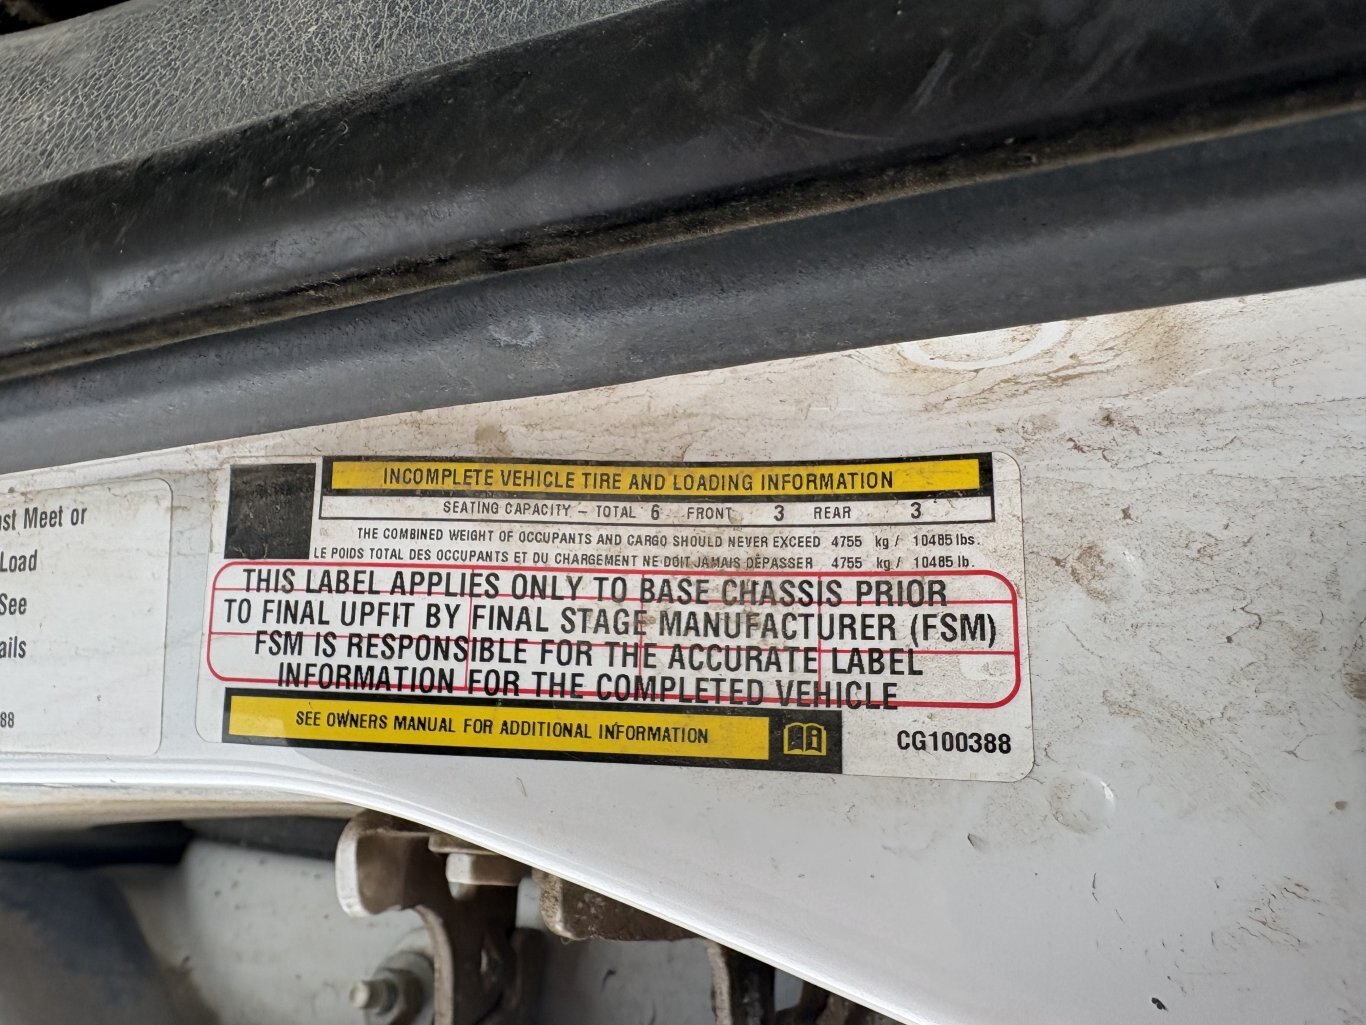 st Meet or
Load
See
ails
88
INCOMPLETE VEHICLE TIRE AND LOADING INFORMATION
SEATING CAPACITY – TOTAL 6 FRONT 3 REAR 3
THE COMBINED WEIGHT OF OCCUPANTS AND CARGO SHOULD NEVER EXCEED 4755 kg / 10485 lbs.
LE POIDS TOTAL DES OCCUPANTS ET DU CHARGEMENT NE DOIT JAMAIS DÉPASSER 4755 kg / 10485 lb.
THIS LABEL APPLIES ONLY TO BASE CHASSIS PRIOR
TO FINAL UPFIT BY FINAL STAGE MANUFACTURER (FSM)
FSM IS RESPONSIBLE FOR THE ACCURATE LABEL
INFORMATION FOR THE COMPLETED VEHICLE
SEE OWNERS MANUAL FOR ADDITIONAL INFORMATION
CG100388